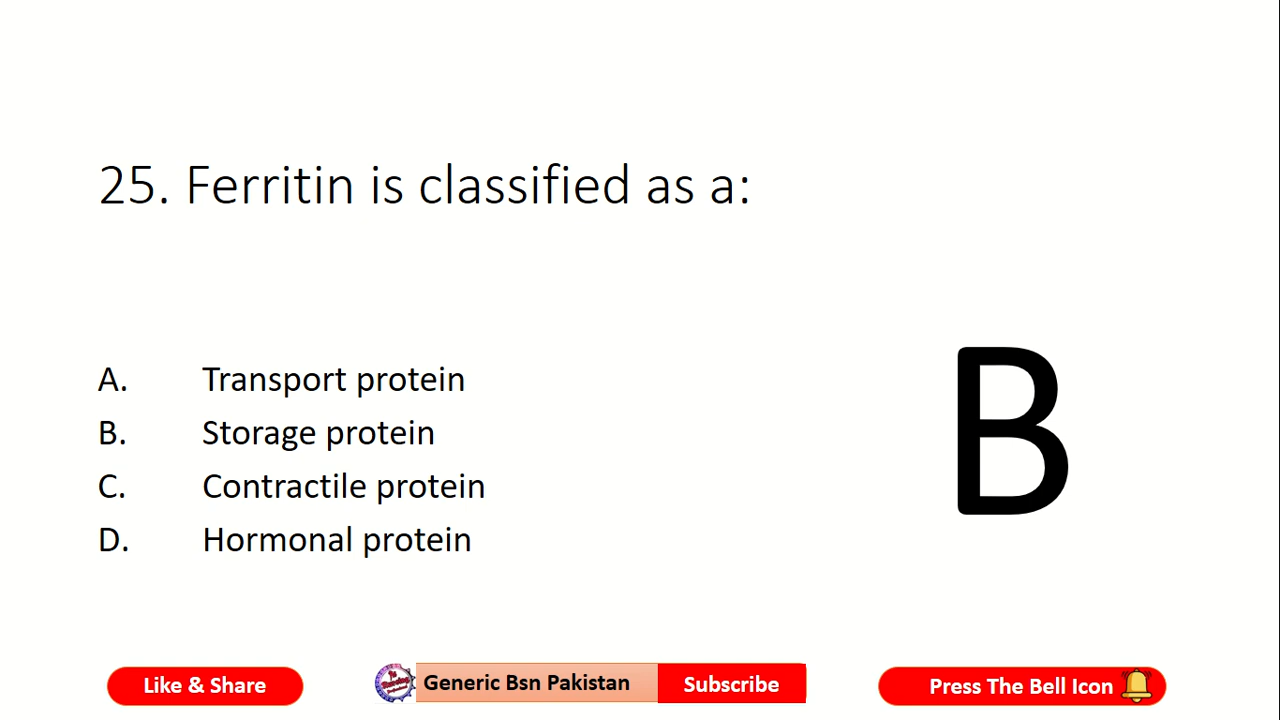 25. Ferritin is classified as a:
A. Transport protein
B. Storage protein
C. Contractile protein
D. Hormonal protein
B
Like & Share
Generic Bsn Pakistan
Subscribe
Press The Bell Icon